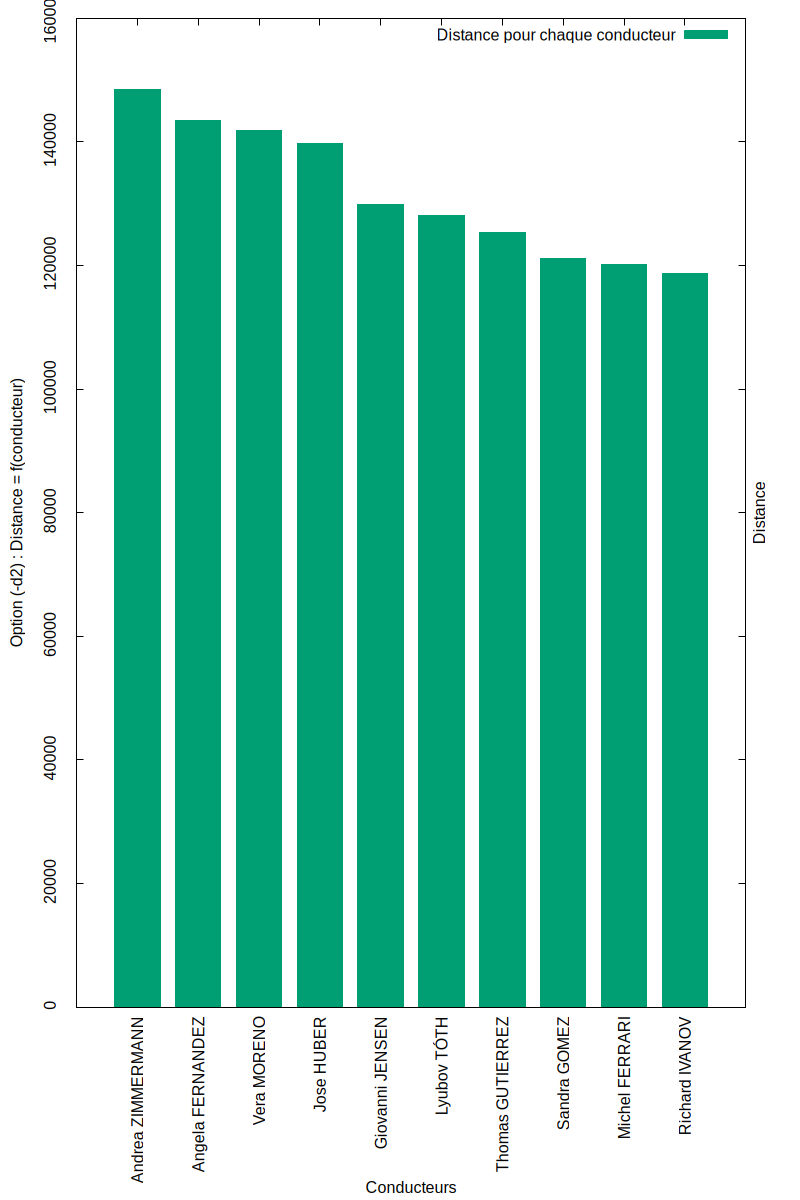 Distance pour chaque conducteur
16000
140000
120000
100000
80000
60000
40000
20000
0
Option (-d2) : Distance = f(conducteur)
Distance
Andrea ZIMMERMANN
Angela FERNANDEZ
Vera MORENO
Jose HUBER
Giovanni JENSEN
Lyubov TÓTH
Thomas GUTIERREZ
Sandra GOMEZ
Michel FERRARI
Richard IVANOV
Conducteurs